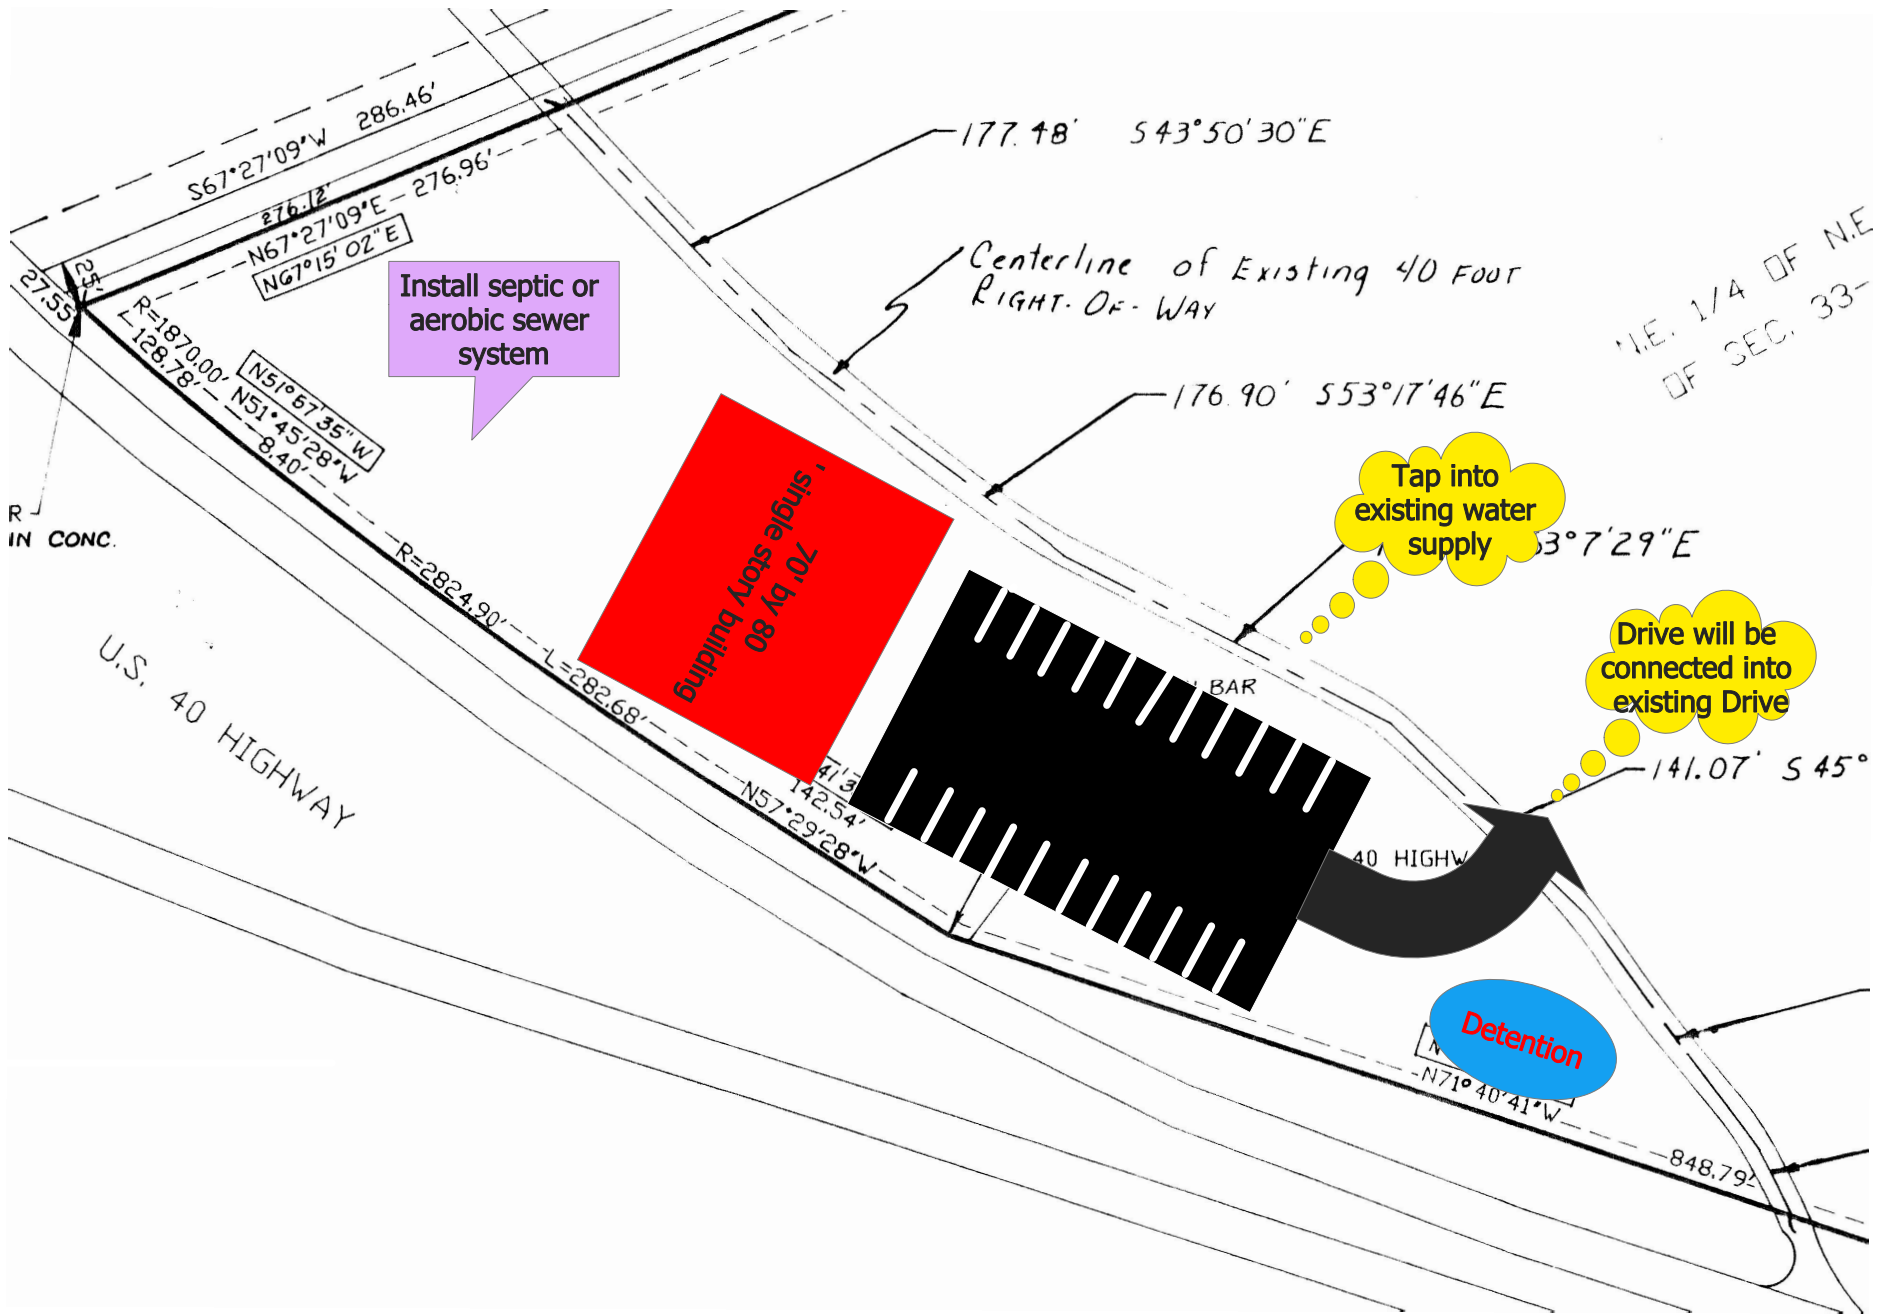 S67°27'09"W 286.46'
276.12'
N67°27'09"E 276.96'
N67°15'02"E
25'
27.55'
R=1870.00'
128.78'
N51°57'35"W
N51°45'28"W
8.40'
R
IN CONC.
Install septic or
aerobic sewer
system
177.48' S43°50'30"E
Centerline of Existing 40 FOOT
RIGHT-OF-WAY
N.E. 1/4 OF N.E
OF SEC. 33-
176.90' S53°17'46"E
Tap into
existing water
supply
3°7'29"E
Drive will be
connected into
existing Drive
141.07' S45°
70' by 80
' single story building
R=2824.90'
L=282.68'
41'3
142.54'
N57°29'28"W
BAR
40 HIGHW
U.S. 40 HIGHWAY
Detention
N
N71°40'41"W
848.79'